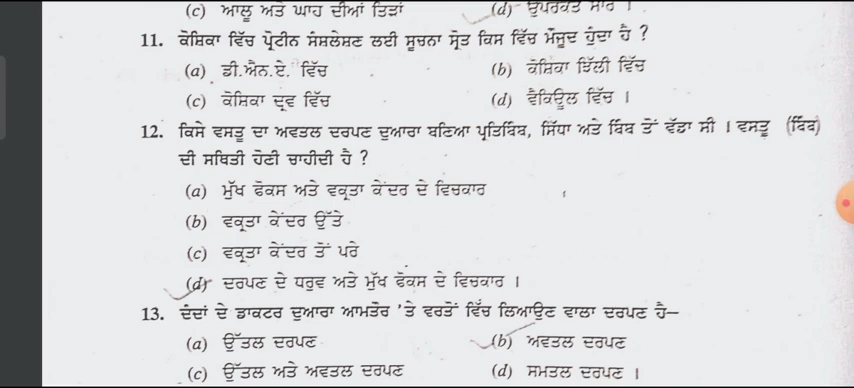 (c) ਆਲੂ ਅਤੇ ਘਾਹ ਦੀਆਂ ਤਿੜਾਂ (d) ਉਪਰੋਕਤ ਸਾਰੇ ।
11. ਕੋਸ਼ਿਕਾ ਵਿੱਚ ਪ੍ਰੋਟੀਨ ਸੰਸ਼ਲੇਸ਼ਣ ਲਈ ਸੂਚਨਾ ਸ੍ਰੋਤ ਕਿਸ ਵਿੱਚ ਮੌਜੂਦ ਹੁੰਦਾ ਹੈ ?
(a) ਡੀ.ਐਨ.ਏ. ਵਿੱਚ (b) ਕੋਸ਼ਿਕਾ ਝਿੱਲੀ ਵਿੱਚ
(c) ਕੋਸ਼ਿਕਾ ਦ੍ਰਵ ਵਿੱਚ (d) ਵੈਕਿਊਲ ਵਿੱਚ ।
12. ਕਿਸੇ ਵਸਤੂ ਦਾ ਅਵਤਲ ਦਰਪਣ ਦੁਆਰਾ ਬਣਿਆ ਪ੍ਰਤਿਬਿੰਬ, ਸਿੱਧਾ ਅਤੇ ਬਿੰਬ ਤੋਂ ਵੱਡਾ ਸੀ । ਵਸਤੂ (ਬਿੰਬ)
ਦੀ ਸਥਿਤੀ ਹੋਣੀ ਚਾਹੀਦੀ ਹੈ ?
(a) ਮੁੱਖ ਫੋਕਸ ਅਤੇ ਵਕ੍ਰਤਾ ਕੇਂਦਰ ਦੇ ਵਿਚਕਾਰ
(b) ਵਕ੍ਰਤਾ ਕੇਂਦਰ ਉੱਤੇ
(c) ਵਕ੍ਰਤਾ ਕੇਂਦਰ ਤੋਂ ਪਰੇ
(d) ਦਰਪਣ ਦੇ ਧਰੁਵ ਅਤੇ ਮੁੱਖ ਫੋਕਸ ਦੇ ਵਿਚਕਾਰ ।
13. ਦੰਦਾਂ ਦੇ ਡਾਕਟਰ ਦੁਆਰਾ ਆਮਤੌਰ 'ਤੇ ਵਰਤੋਂ ਵਿੱਚ ਲਿਆਉਣ ਵਾਲਾ ਦਰਪਣ ਹੈ—
(a) ਉੱਤਲ ਦਰਪਣ (b) ਅਵਤਲ ਦਰਪਣ
(c) ਉੱਤਲ ਅਤੇ ਅਵਤਲ ਦਰਪਣ (d) ਸਮਤਲ ਦਰਪਣ ।